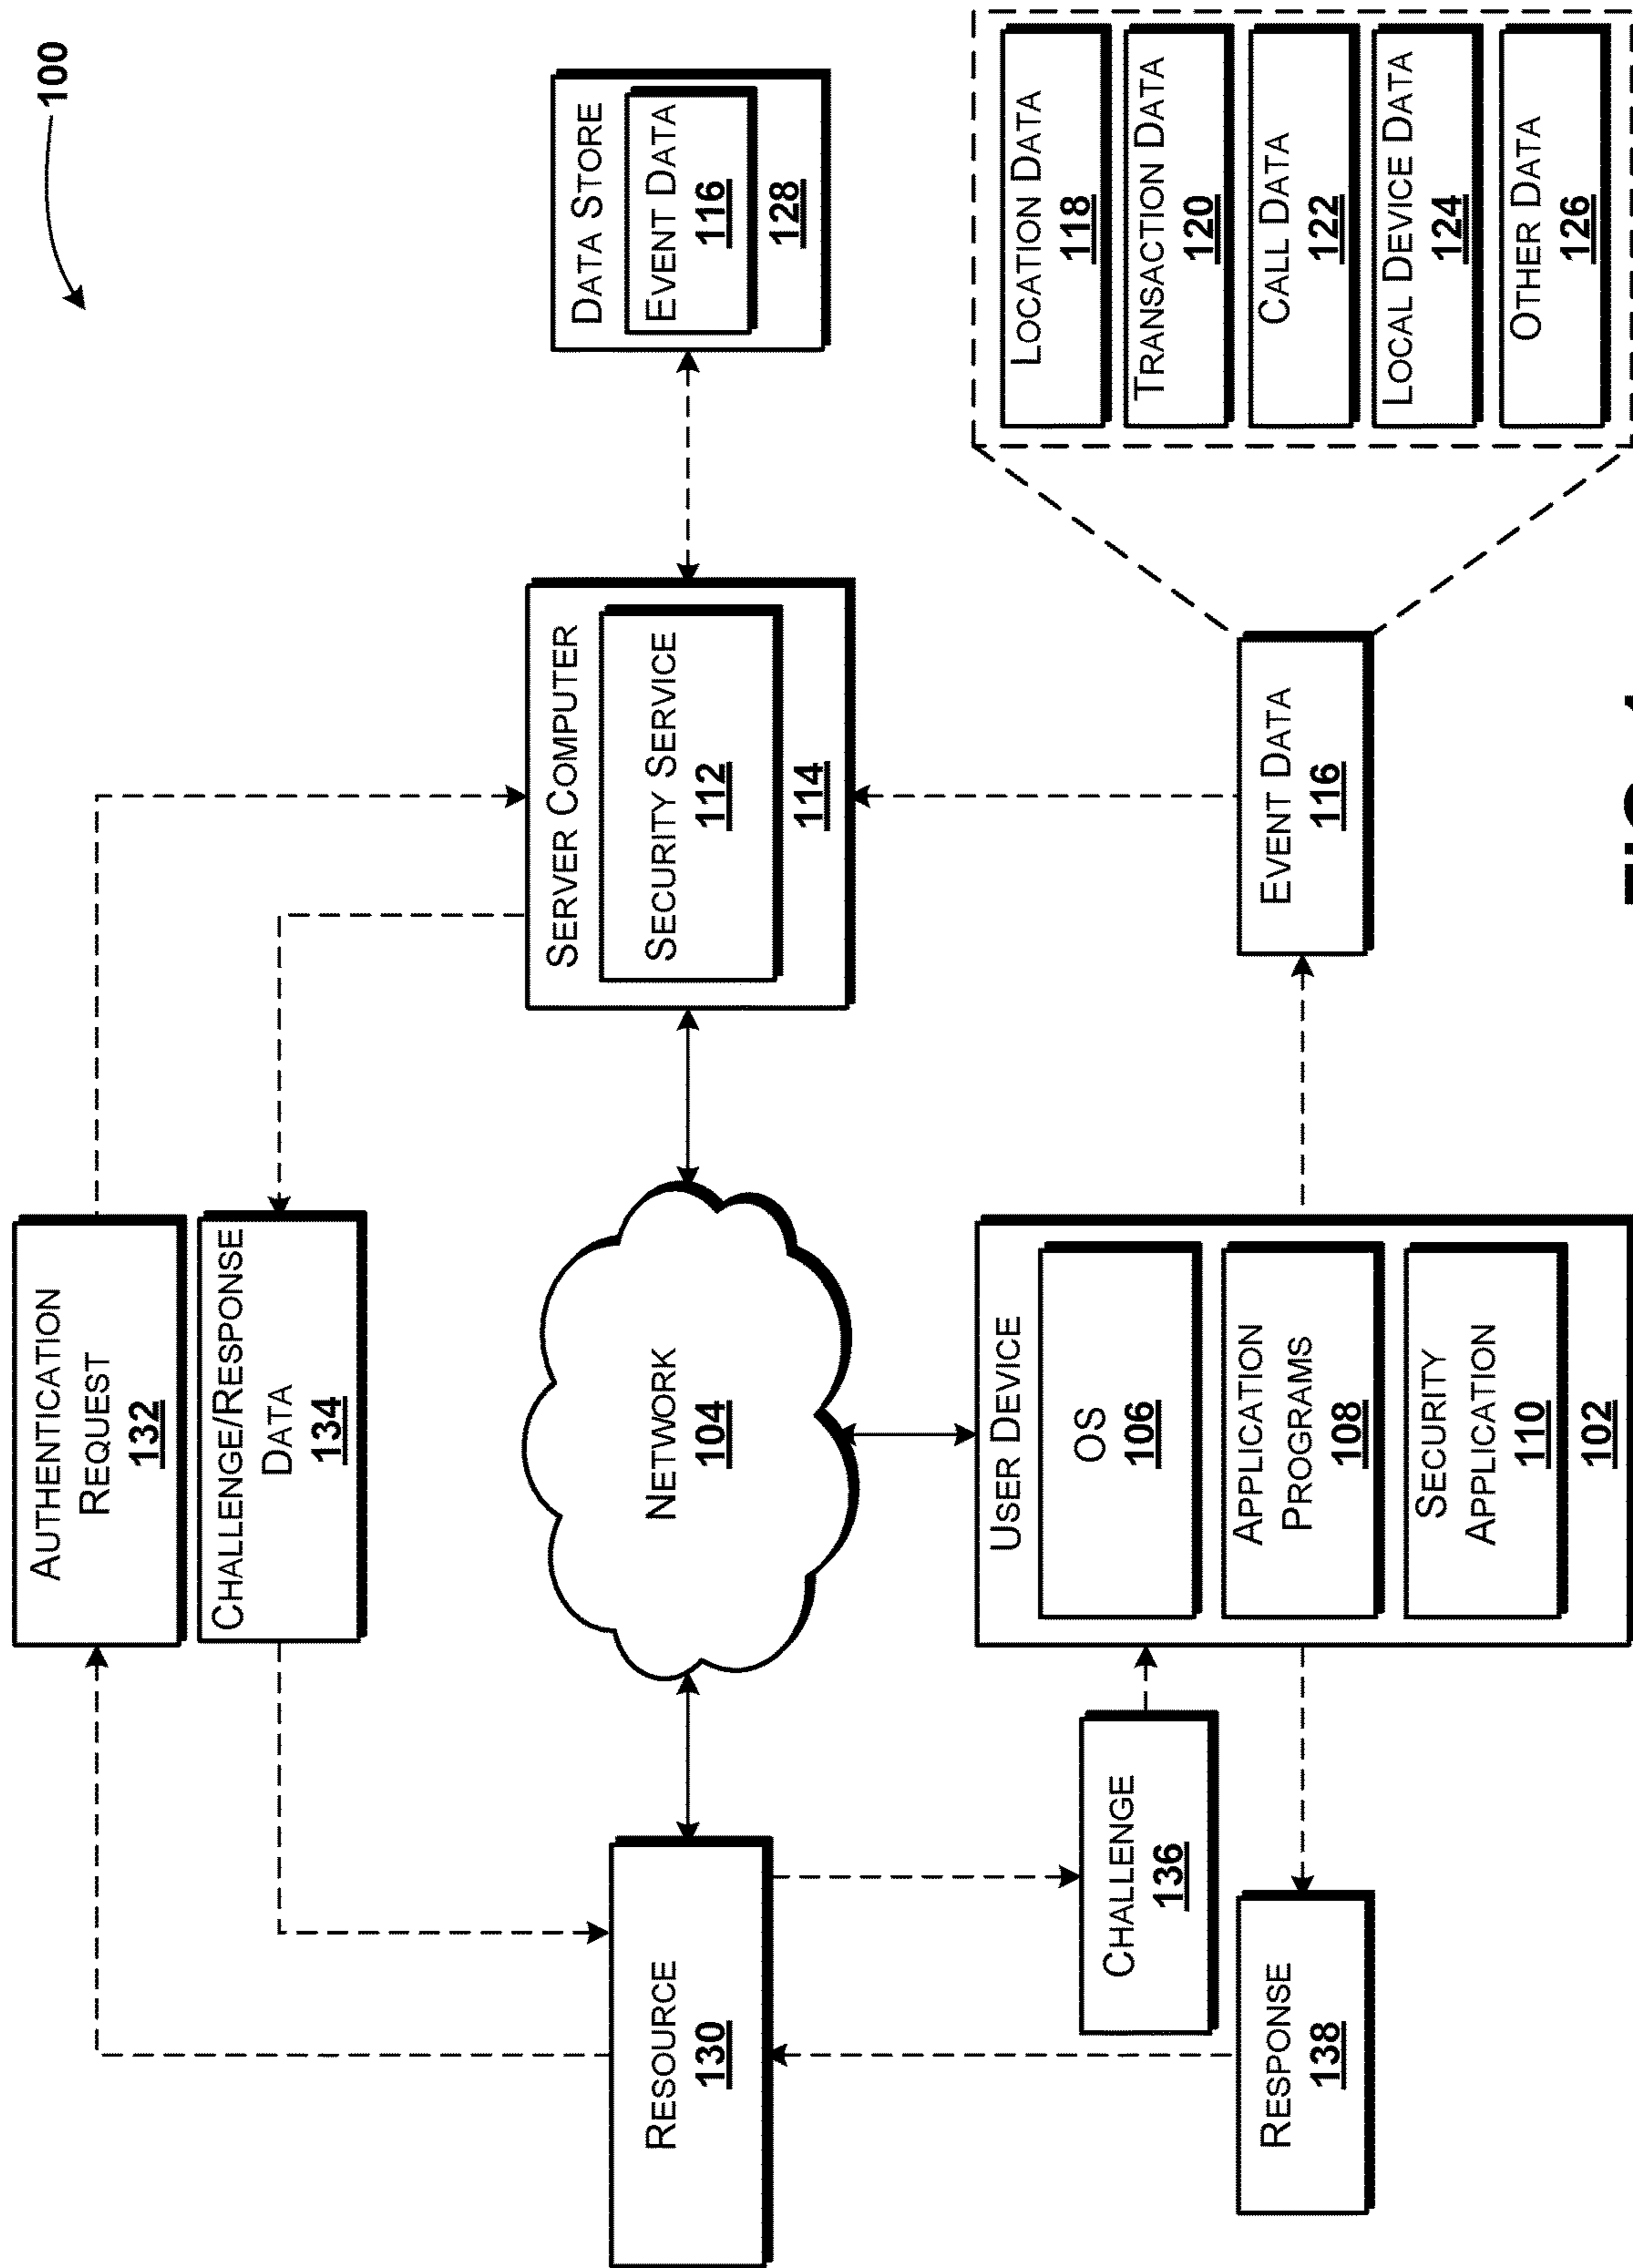 100
AUTHENTICATION
REQUEST
132
CHALLENGE/RESPONSE
DATA
134
RESOURCE
130
NETWORK
104
SERVER COMPUTER
SECURITY SERVICE
112
114
DATA STORE
EVENT DATA
116
128
CHALLENGE
136
RESPONSE
138
USER DEVICE
OS
106
APPLICATION
PROGRAMS
108
SECURITY
APPLICATION
110
102
EVENT DATA
116
LOCATION DATA
118
TRANSACTION DATA
120
CALL DATA
122
LOCAL DEVICE DATA
124
OTHER DATA
126